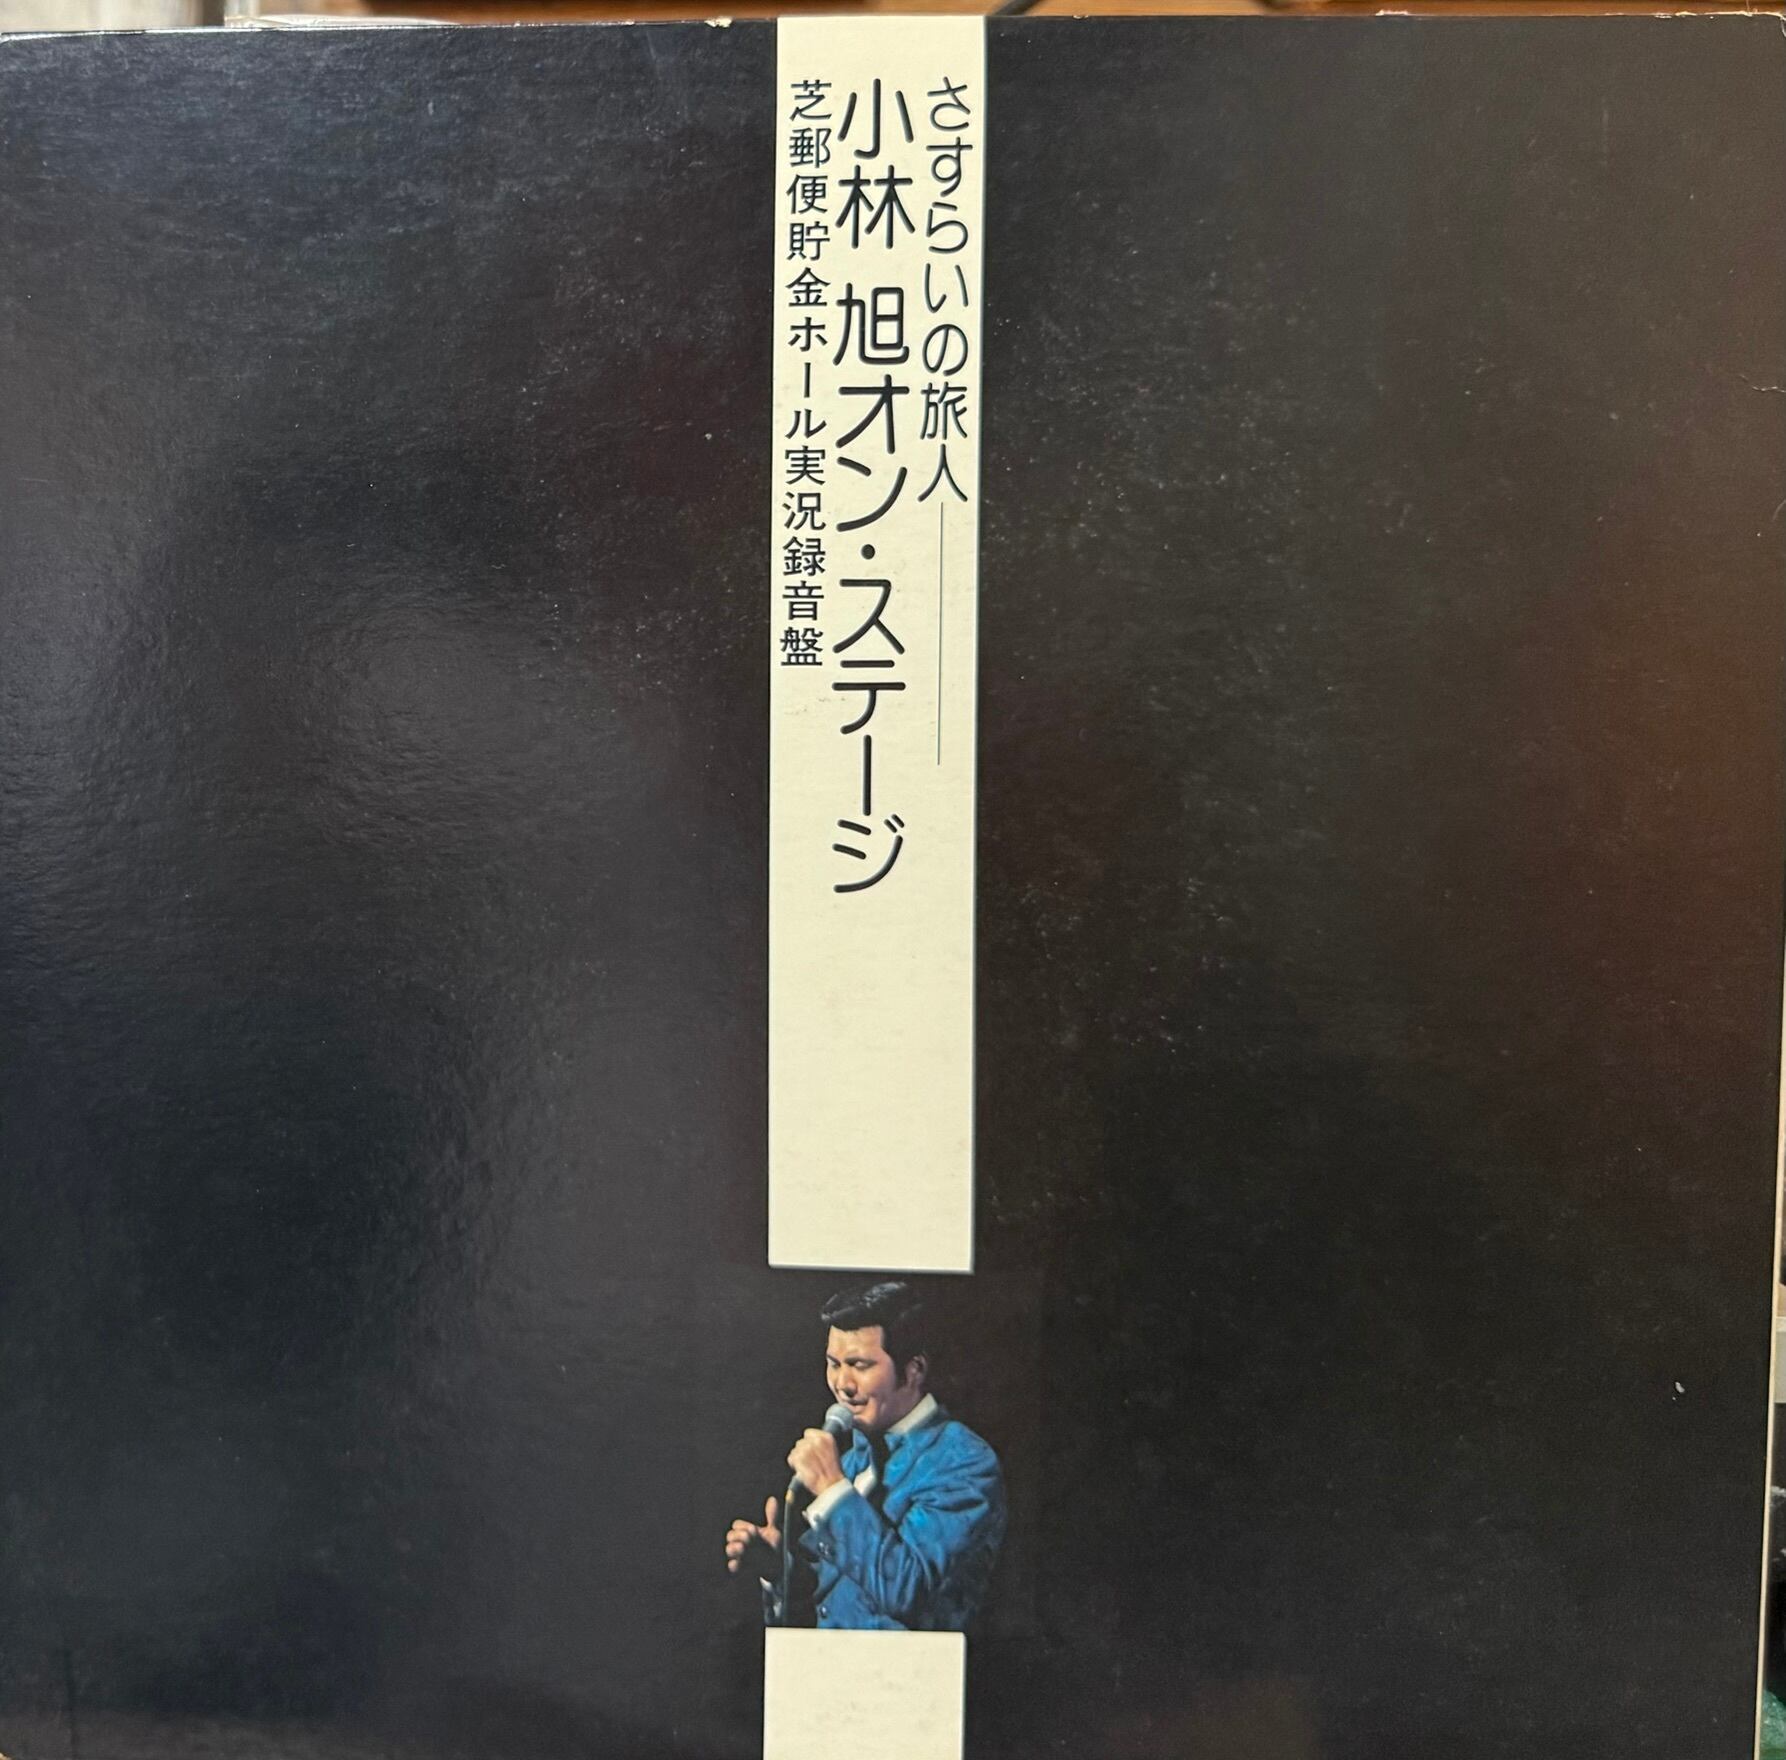 さすらいの旅人――
小林 旭オン・ステージ
芝郵便貯金ホール実況録音盤